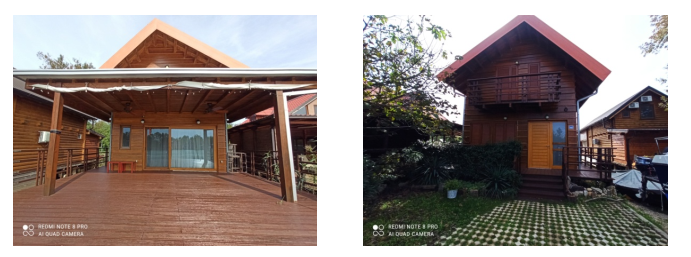 REDMI NOTE 8 PRO
AI QUAD CAMERA
REDMI NOTE 8 PRO
AI QUAD CAMERA